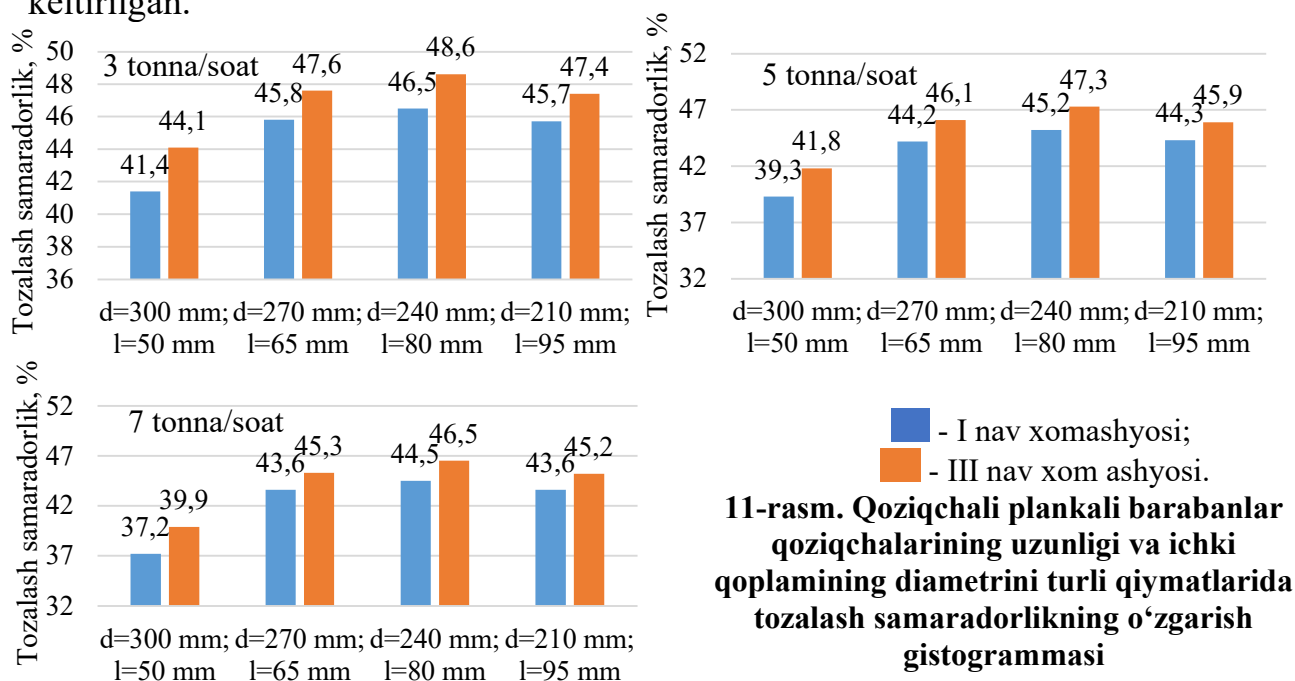 keltirilgan.
Tozalash samaradorlik, %
50
48
46
44
42
40
38
36
3 tonna/soat
41,4
44,1
45,8
47,6
46,5
48,6
45,7
47,4
d=300 mm; d=270 mm; d=240 mm; d=210 mm;
l=50 mm l=65 mm l=80 mm l=95 mm
Tozalash samaradorlik, %
52
47
42
37
32
5 tonna/soat
39,3
41,8
44,2
46,1
45,2
47,3
44,3
45,9
d=300 mm; d=270 mm; d=240 mm; d=210 mm;
l=50 mm l=65 mm l=80 mm l=95 mm
Tozalash samaradorlik, %
52
47
42
37
32
7 tonna/soat
37,2
39,9
43,6
45,3
44,5
46,5
43,6
45,2
d=300 mm; d=270 mm; d=240 mm; d=210 mm;
l=50 mm l=65 mm l=80 mm l=95 mm
- I nav xomashyosi;
- III nav xom ashyosi.
11-rasm. Qoziqchali plankali barabanlar
qoziqchalarining uzunligi va ichki
qoplamining diametrini turli qiymatlarida
tozalash samaradorlikning o‘zgarish
gistogrammasi